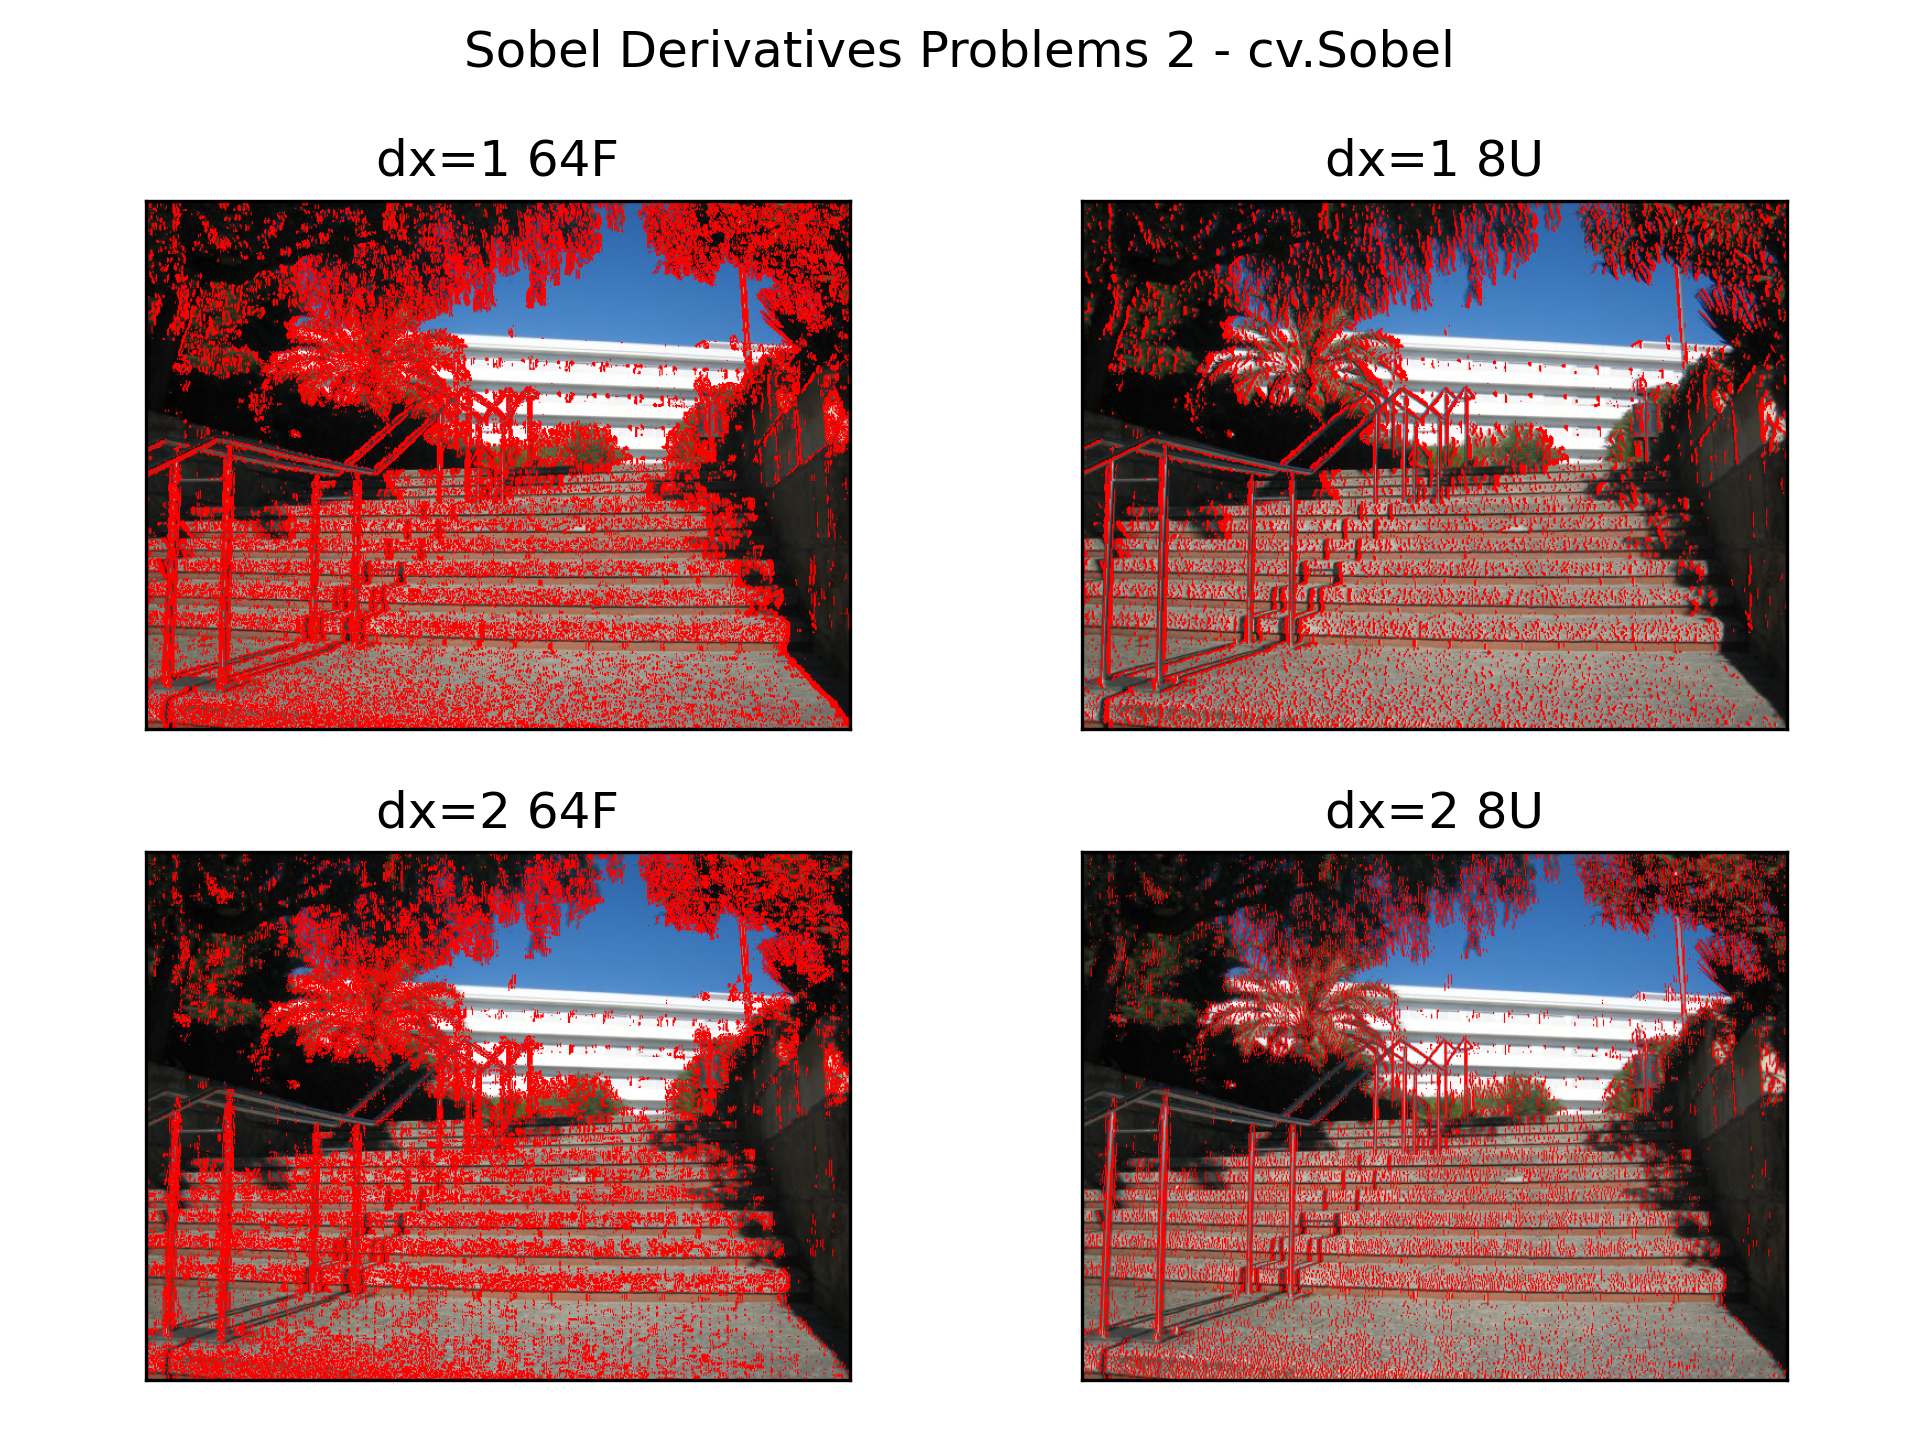 Sobel Derivatives Problems 2 - cv.Sobel
dx=1 64F
dx=1 8U
dx=2 64F
dx=2 8U